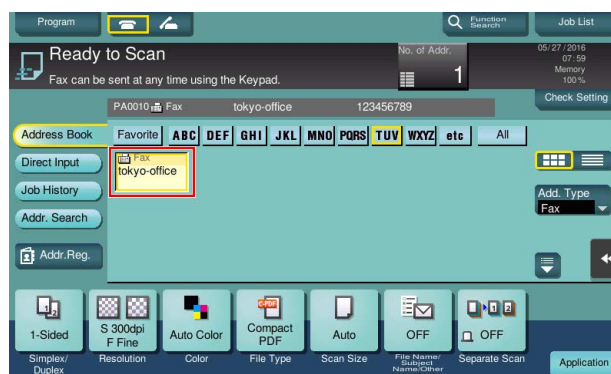 Program
Function
Search
Job List
Ready to Scan
Fax can be sent at any time using the Keypad.
No. of Addr.
1
05/27/2016
07:59
Memory
100 %
Check Setting
PA0010 Fax tokyo-office 123456789
Address Book
Favorite ABC DEF GHI JKL MNO PQRS TUV WXYZ etc All
Fax
tokyo-office
Direct Input
Job History
Addr. Search
Addr.Reg.
Add. Type
Fax
1-Sided
S 300dpi
F Fine
Auto Color
C-PDF
Compact
PDF
Auto
OFF
OFF
Simplex/
Duplex
Resolution
Color
File Type
Scan Size
File Name/
Subject
Name/Other
Separate Scan
Application